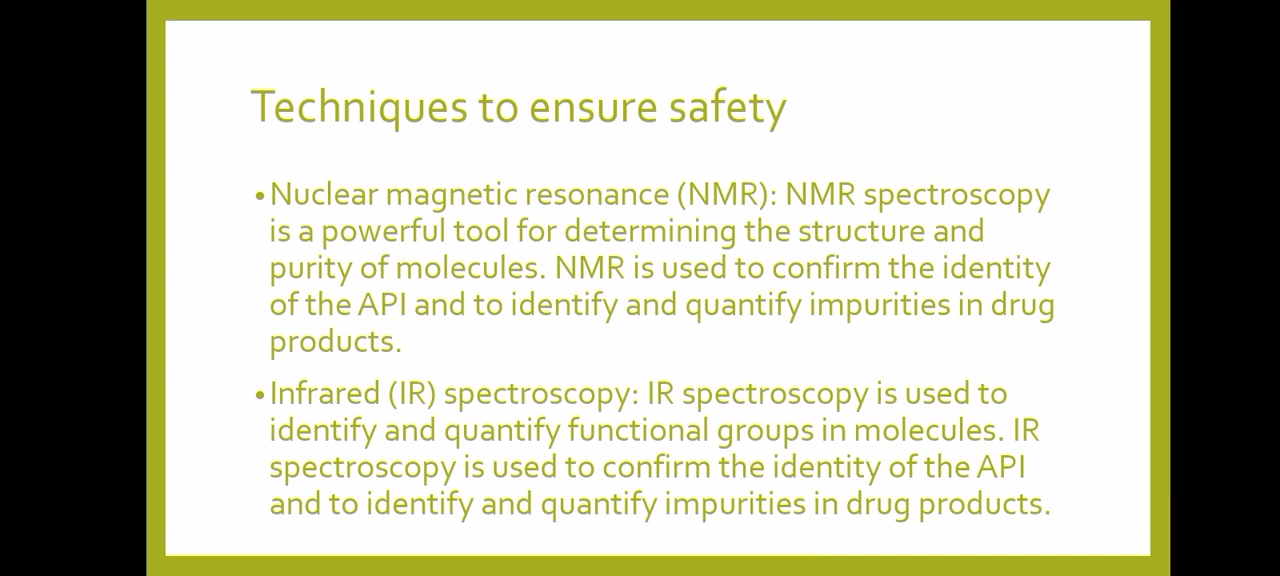 Techniques to ensure safety
•Nuclear magnetic resonance (NMR): NMR spectroscopy
is a powerful tool for determining the structure and
purity of molecules. NMR is used to confirm the identity
of the API and to identify and quantify impurities in drug
products.
•Infrared (IR) spectroscopy: IR spectroscopy is used to
identify and quantify functional groups in molecules. IR
spectroscopy is used to confirm the identity of the API
and to identify and quantify impurities in drug products.